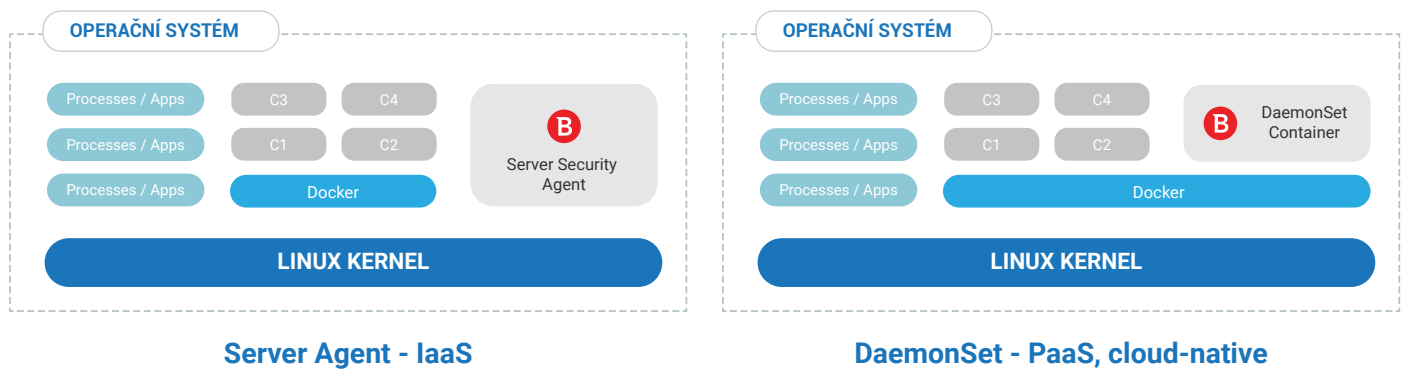 OPERAČNÍ SYSTÉM
Processes / Apps
C3
C4
Processes / Apps
C1
C2
Processes / Apps
Docker
B
Server Security
Agent
LINUX KERNEL
Server Agent - IaaS
OPERAČNÍ SYSTÉM
Processes / Apps
C3
C4
Processes / Apps
C1
C2
Processes / Apps
B
DaemonSet
Container
Docker
LINUX KERNEL
DaemonSet - PaaS, cloud-native